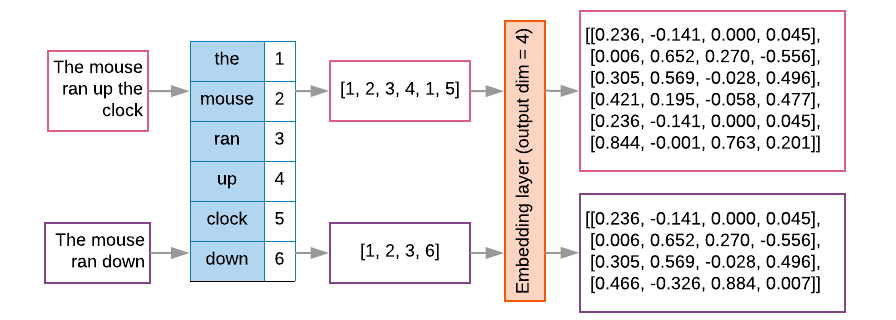 The mouse
ran up the
clock
the 1
mouse 2
ran 3
up 4
clock 5
down 6
[1, 2, 3, 4, 1, 5]
Embedding layer (output dim = 4)
[[0.236, -0.141, 0.000, 0.045],
[0.006, 0.652, 0.270, -0.556],
[0.305, 0.569, -0.028, 0.496],
[0.421, 0.195, -0.058, 0.477],
[0.236, -0.141, 0.000, 0.045],
[0.844, -0.001, 0.763, 0.201]]
The mouse
ran down
[1, 2, 3, 6]
[[0.236, -0.141, 0.000, 0.045],
[0.006, 0.652, 0.270, -0.556],
[0.305, 0.569, -0.028, 0.496],
[0.466, -0.326, 0.884, 0.007]]